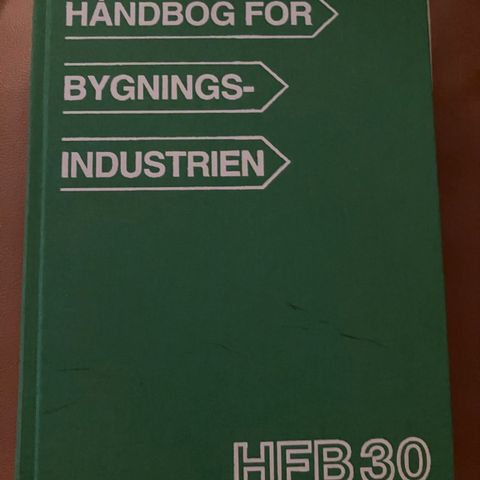 HÅNDBOG FOR
BYGNINGS-
INDUSTRIEN
HFB 30